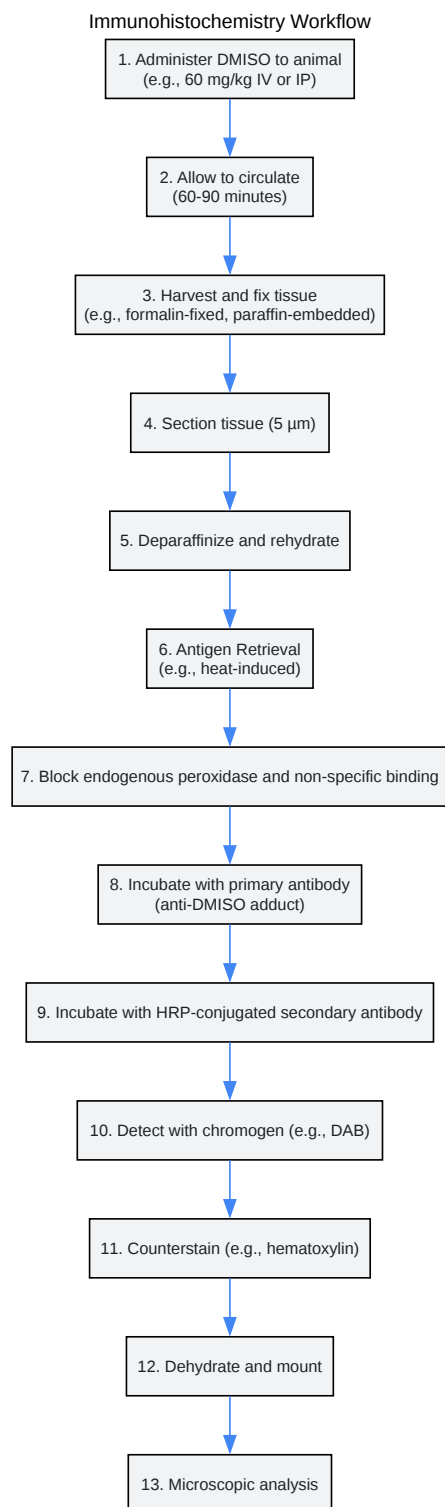 Immunohistochemistry Workflow
1. Administer DMISO to animal
(e.g., 60 mg/kg IV or IP)
2. Allow to circulate
(60-90 minutes)
3. Harvest and fix tissue
(e.g., formalin-fixed, paraffin-embedded)
4. Section tissue (5 µm)
5. Deparaffinize and rehydrate
6. Antigen Retrieval
(e.g., heat-induced)
7. Block endogenous peroxidase and non-specific binding
8. Incubate with primary antibody
(anti-DMISO adduct)
9. Incubate with HRP-conjugated secondary antibody
10. Detect with chromogen (e.g., DAB)
11. Counterstain (e.g., hematoxylin)
12. Dehydrate and mount
13. Microscopic analysis